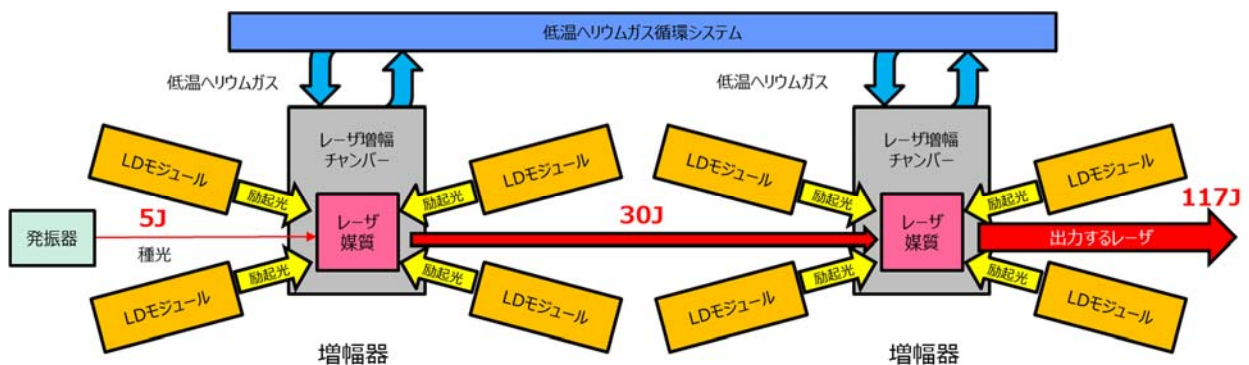 低温ヘリウムガス循環システム
低温ヘリウムガス
低温ヘリウムガス
レーザ増幅
チャンバー
レーザ増幅
チャンバー
LDモジュール
LDモジュール
LDモジュール
LDモジュール
励起光
励起光
励起光
励起光
発振器
5J
種光
レーザ
媒質
30J
レーザ
媒質
117J
出力するレーザ
励起光
励起光
励起光
励起光
LDモジュール
LDモジュール
LDモジュール
LDモジュール
増幅器
増幅器